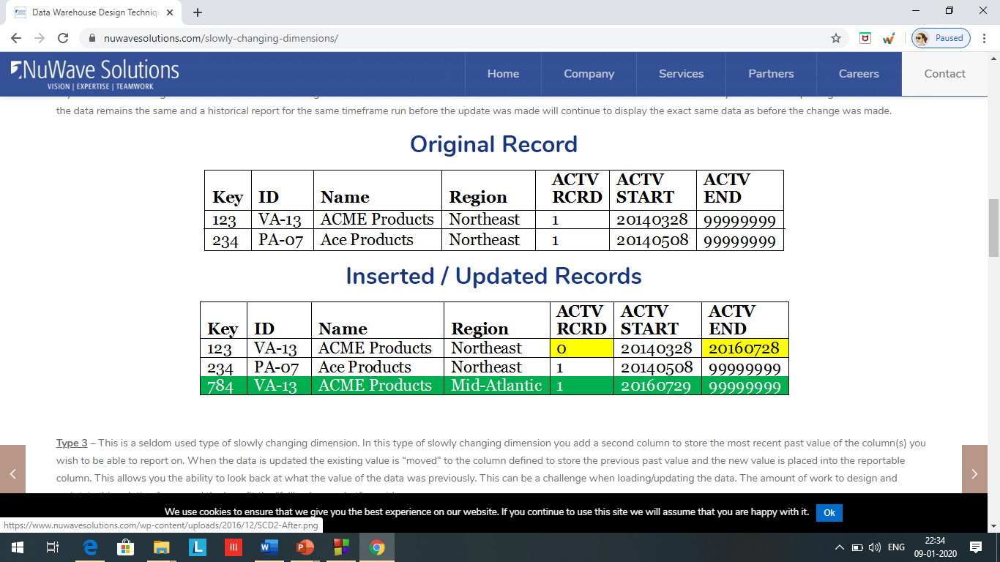 Data Warehouse Design Techniqu
nuwavesolutions.com/slowly-changing-dimensions/
Paused
NuWave Solutions
VISION | EXPERTISE | TEAMWORK
Home Company Services Partners Careers Contact
the data remains the same and a historical report for the same timeframe run before the update was made will continue to display the exact same data as before the change was made.
Original Record
ACTV ACTV ACTV
Key ID Name Region RCRD START END
123 VA-13 ACME Products Northeast 1 20140328 99999999
234 PA-07 Ace Products Northeast 1 20140508 99999999
Inserted / Updated Records
ACTV ACTV ACTV
Key ID Name Region RCRD START END
123 VA-13 ACME Products Northeast 0 20140328 20160728
234 PA-07 Ace Products Northeast 1 20140508 99999999
784 VA-13 ACME Products Mid-Atlantic 1 20160729 99999999
Type 3 – This is a seldom used type of slowly changing dimension. In this type of slowly changing dimension you add a second column to store the most recent past value of the column(s) you
wish to be able to report on. When the data is updated the existing value is “moved” to the column defined to store the previous past value and the new value is placed into the reportable
column. This allows you the ability to look back at what the value of the data was previously. This can be a challenge when loading/updating the data. The amount of work to design and
We use cookies to ensure that we give you the best experience on our website. If you continue to use this site we will assume that you are happy with it. Ok
https://www.nuwavesolutions.com/wp-content/uploads/2016/12/SCD2-After.png
ENG 22:34
09-01-2020